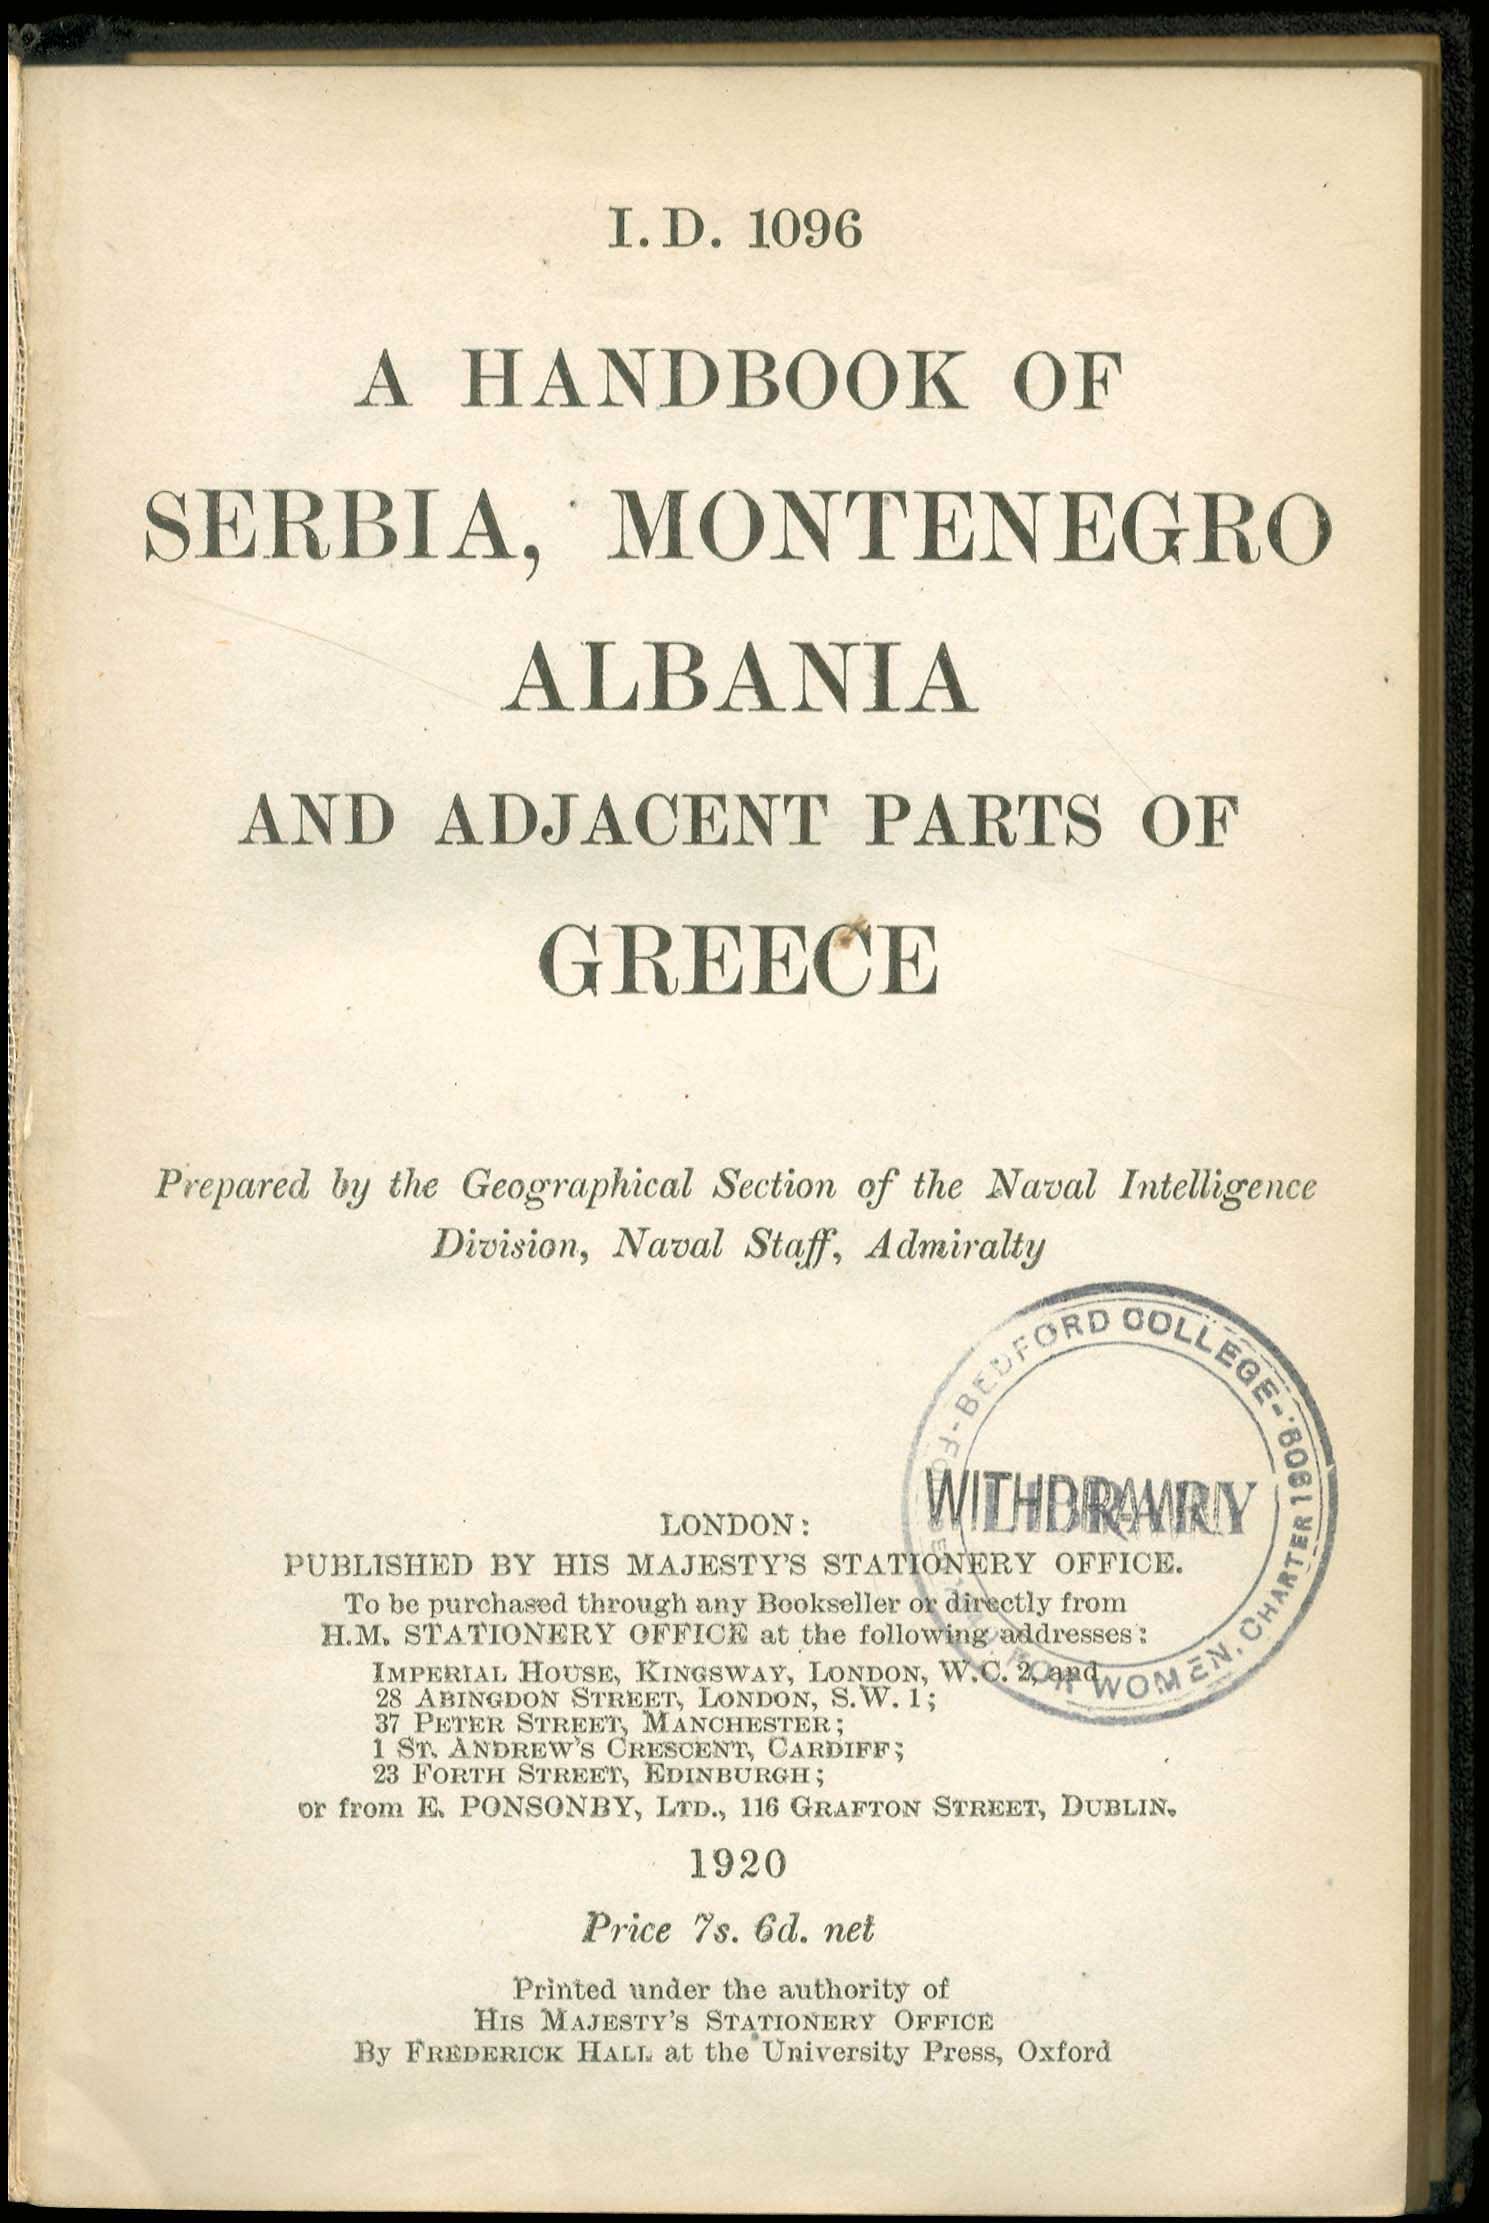 I. D. 1096
A HANDBOOK OF
SERBIA, MONTENEGRO
ALBANIA
AND ADJACENT PARTS OF
GREECE
Prepared by the Geographical Section of the Naval Intelligence
Division, Naval Staff, Admiralty
BEDFORD COLLEGE
WITHDRAWN
LIBRARY
FOR WOMEN. CHARTER 1909.
LONDON:
PUBLISHED BY HIS MAJESTY'S STATIONERY OFFICE.
To be purchased through any Bookseller or directly from
H.M. STATIONERY OFFICE at the following addresses:
IMPERIAL HOUSE, KINGSWAY, LONDON, W.C. 2, and
28 ABINGDON STREET, LONDON, S.W. 1;
37 PETER STREET, MANCHESTER;
1 ST. ANDREW'S CRESCENT, CARDIFF;
23 FORTH STREET, EDINBURGH;
or from E. PONSONBY, LTD., 116 GRAFTON STREET, DUBLIN.
1920
Price 7s. 6d. net
Printed under the authority of
HIS MAJESTY'S STATIONERY OFFICE
By FREDERICK HALL at the University Press, Oxford